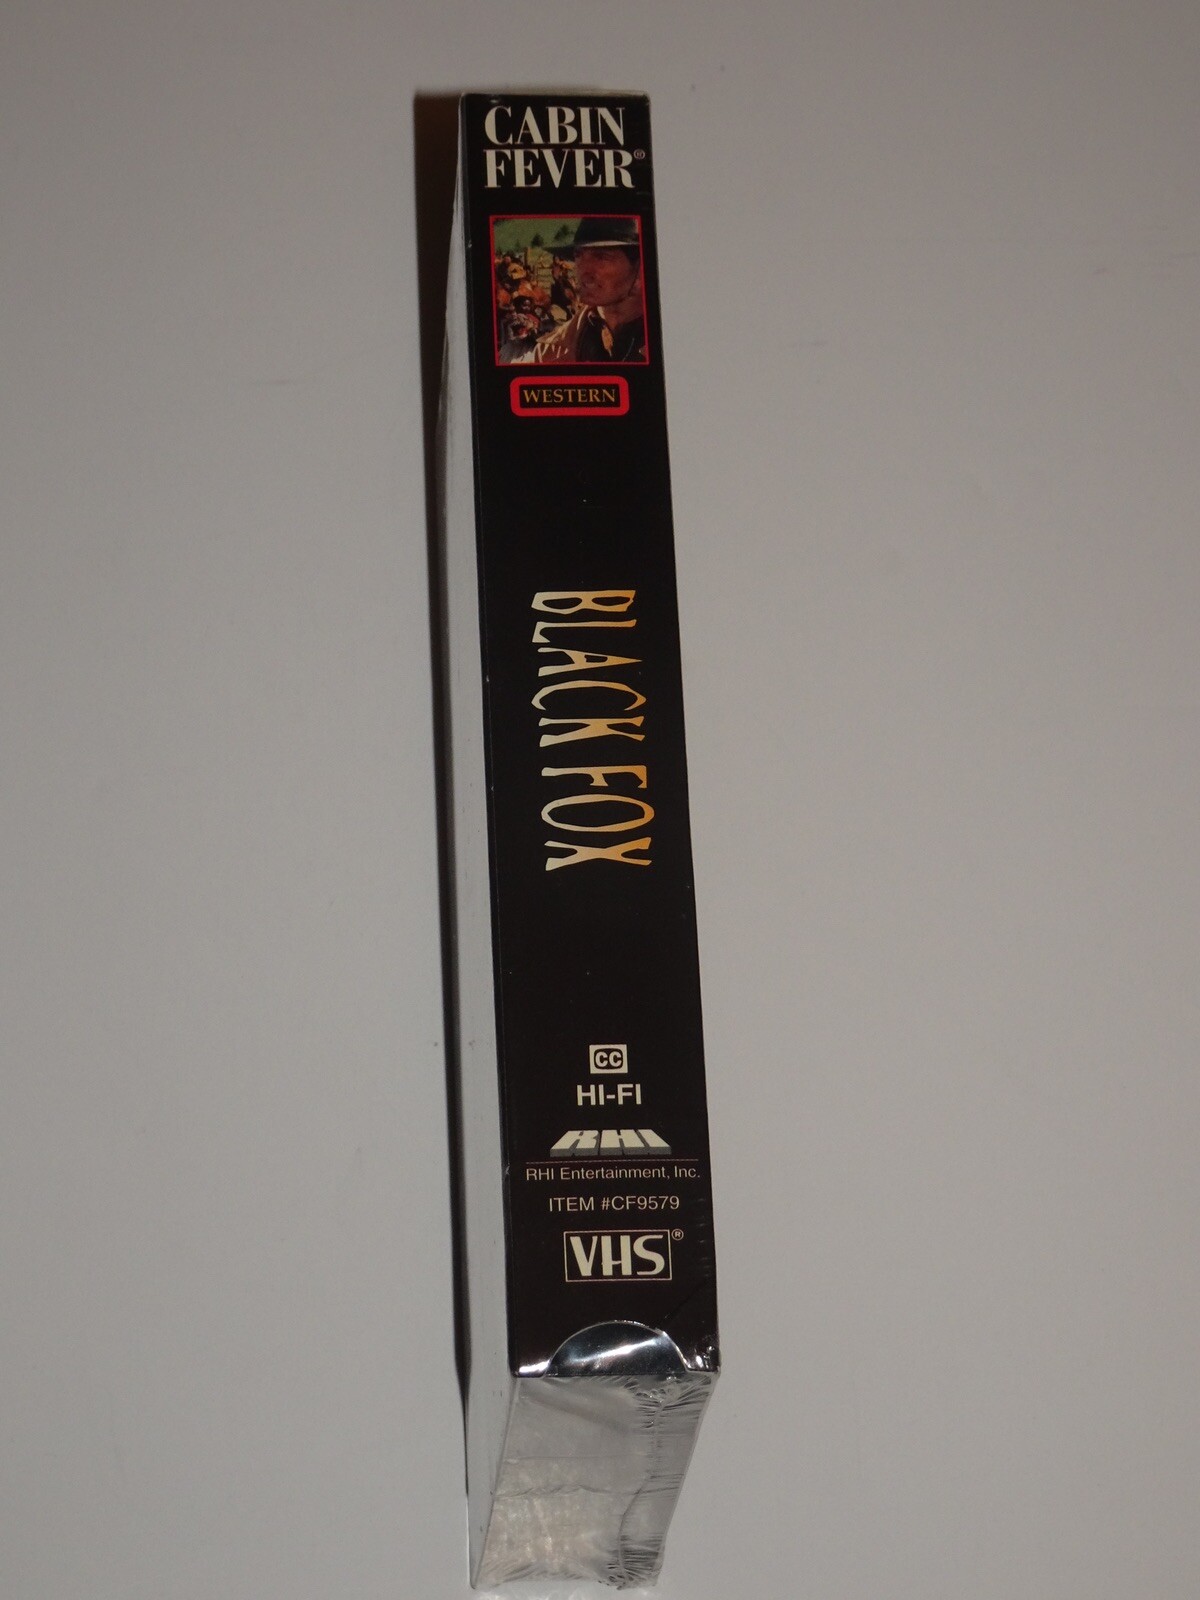 CABIN
FEVER®
WESTERN
BLACK FOX
CC
HI-FI
RHI
RHI Entertainment, Inc.
ITEM #CF9579
VHS®